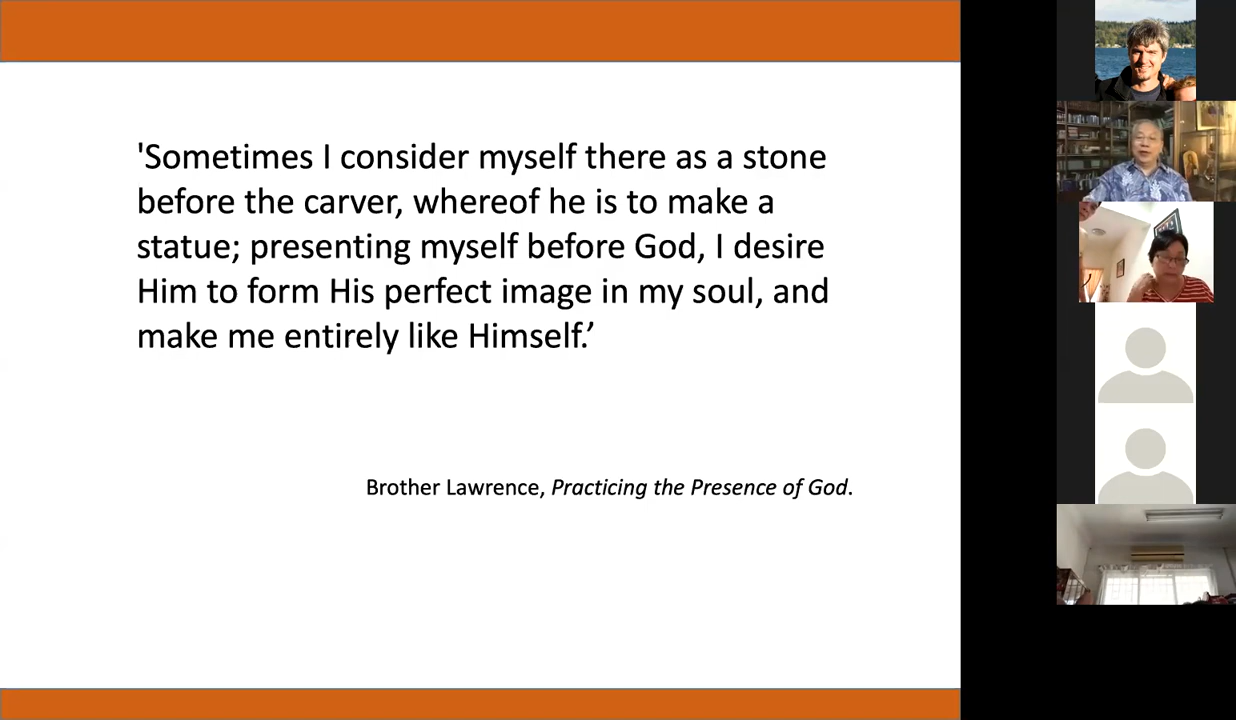 'Sometimes I consider myself there as a stone
before the carver, whereof he is to make a
statue; presenting myself before God, I desire
Him to form His perfect image in my soul, and
make me entirely like Himself.’
Brother Lawrence, Practicing the Presence of God.